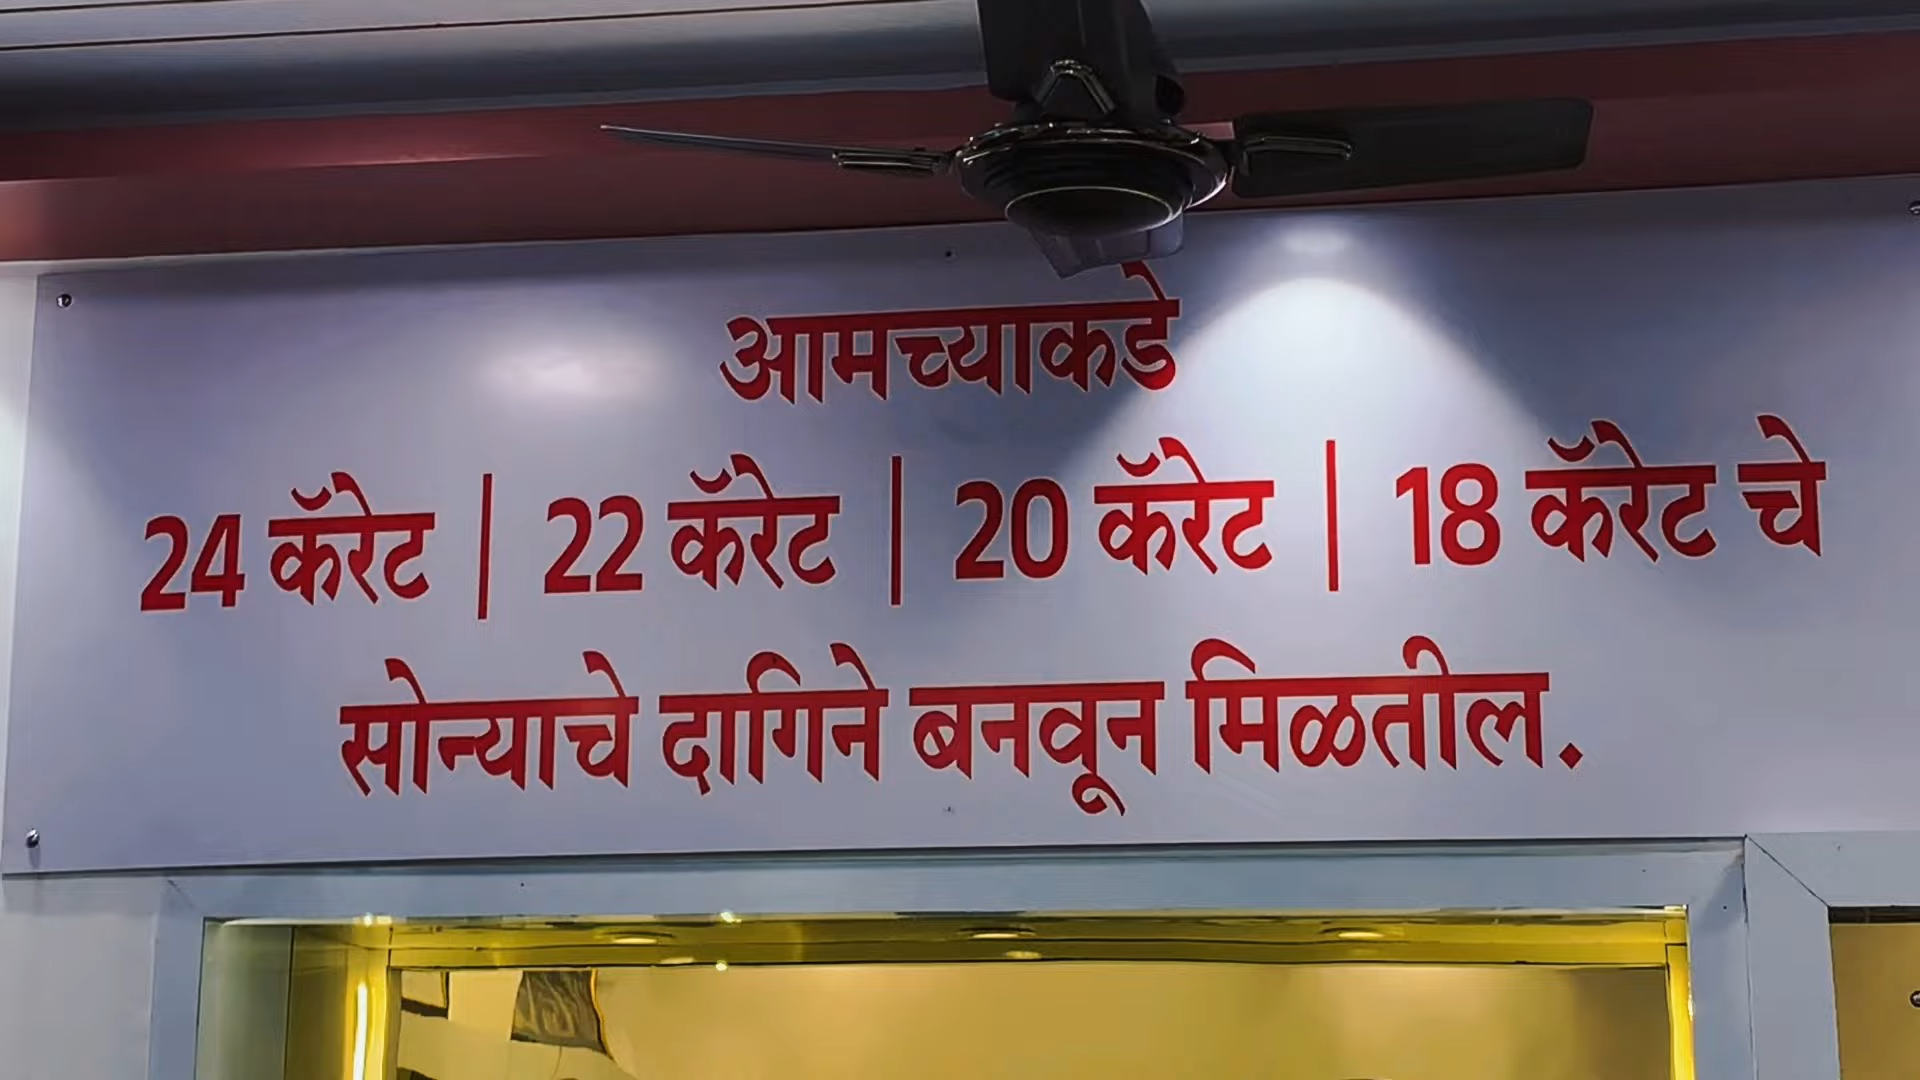 आमच्याकडे
24 कॅरेट | 22 कॅरेट | 20 कॅरेट | 18 कॅरेट चे
सोन्याचे दागिने बनवून मिळतील.